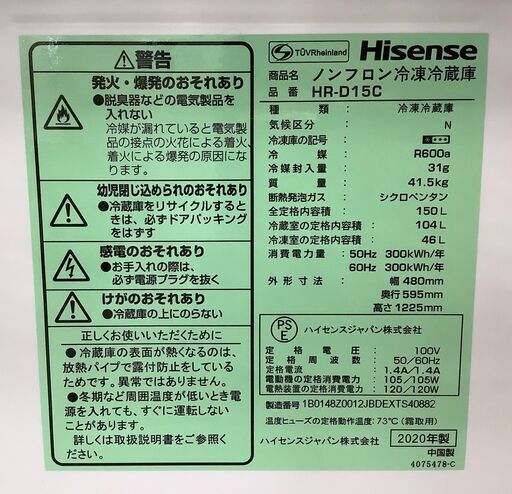 警告
発火・爆発のおそれあり
●脱臭器などの電気製品を
入れない
冷媒が漏れていると電気製
品の接点の火花による着火、
着火による爆発の原因にな
ります。
幼児閉じ込められのおそれあり
●冷蔵庫をリサイクルすると
きは、必ずドアパッキング
をはずす
感電のおそれあり
●お手入れの際は、
必ず電源プラグを抜く
けがのおそれあり
●冷蔵庫の上にのらない
正しくお使いいただくために
●冷蔵庫の表面が熱くなるのは、
放熱パイプで露付防止をしてい
るためです。異常ではありません。
●冬期など周囲温度が低いとき電
源を入れても、すぐに運転しない
ことがあります。
詳しくは取扱説明書をご参照く
ださい。
TÜVRheinland
Hisense
商品名 ノンフロン冷凍冷蔵庫
品番 HR-D15C
種類： 冷凍冷蔵庫
気候区分： N
冷凍庫の記号：
冷媒： R600a
冷媒封入量： 31g
質量： 41.5kg
断熱発泡ガス： シクロペンタン
全定格内容積： 150L
冷蔵室の定格内容積： 104L
冷凍室の定格内容積： 46L
消費電力量： 50Hz 300kWh/年
60Hz 300kWh/年
外形寸法： 幅 480mm
奥行 595mm
高さ 1225mm
PSE ハイセンスジャパン株式会社
定格電圧： 100V
定格周波数： 50/60Hz
定格電流： 1.4A/1.4A
電動機の定格消費電力： 105/105W
電熱装置の定格消費電力： 120/120W
製造番号 1B0148Z0012JBDEXTS40882
温度ヒューズの定格動作温度：73℃（霜取用）
ハイセンスジャパン株式会社
2020年製
中国製
4075478-C